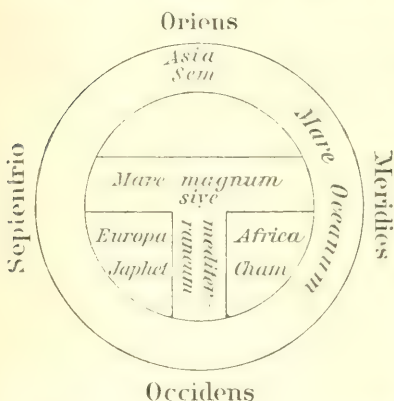 Oriens
Asia
Sem
Mare Oceanum
Septentrio
Meridies
Mare magnum
sive
mediter
raneum
Europa
Japhet
Africa
Cham
Occidens